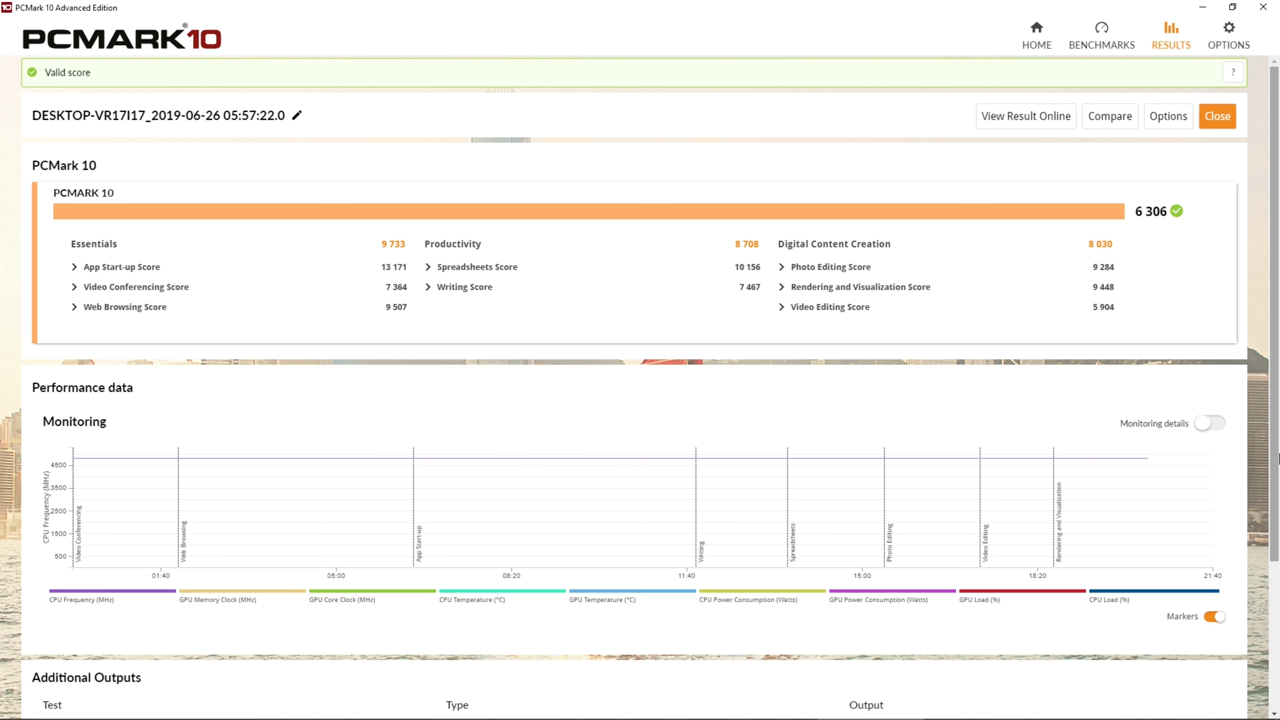 10 PCMark 10 Advanced Edition
PCMARK®10
HOME BENCHMARKS RESULTS OPTIONS
Valid score ?
DESKTOP-VR17I17_2019-06-26 05:57:22.0 View Result Online Compare Options Close
PCMark 10
PCMARK 10
6 306
Essentials 9 733 Productivity 8 708 Digital Content Creation 8 030
App Start-up Score 13 171 Spreadsheets Score 10 156 Photo Editing Score 9 284
Video Conferencing Score 7 364 Writing Score 7 467 Rendering and Visualization Score 9 448
Web Browsing Score 9 507 Video Editing Score 5 904
Performance data
Monitoring
Monitoring details
CPU Frequency (MHz)
4500
3500
2500
1500
500
Video Conferencing
Web Browsing
App Start-up
Writing
Spreadsheets
Photo Editing
Video Editing
Rendering and Visualization
01:40 05:00 08:20 11:40 15:00 18:20 21:40
CPU Frequency (MHz) GPU Memory Clock (MHz) GPU Core Clock (MHz) CPU Temperature (°C) GPU Temperature (°C) CPU Power Consumption (Watts) GPU Power Consumption (Watts) GPU Load (%) CPU Load (%)
Markers
Additional Outputs
Test Type Output